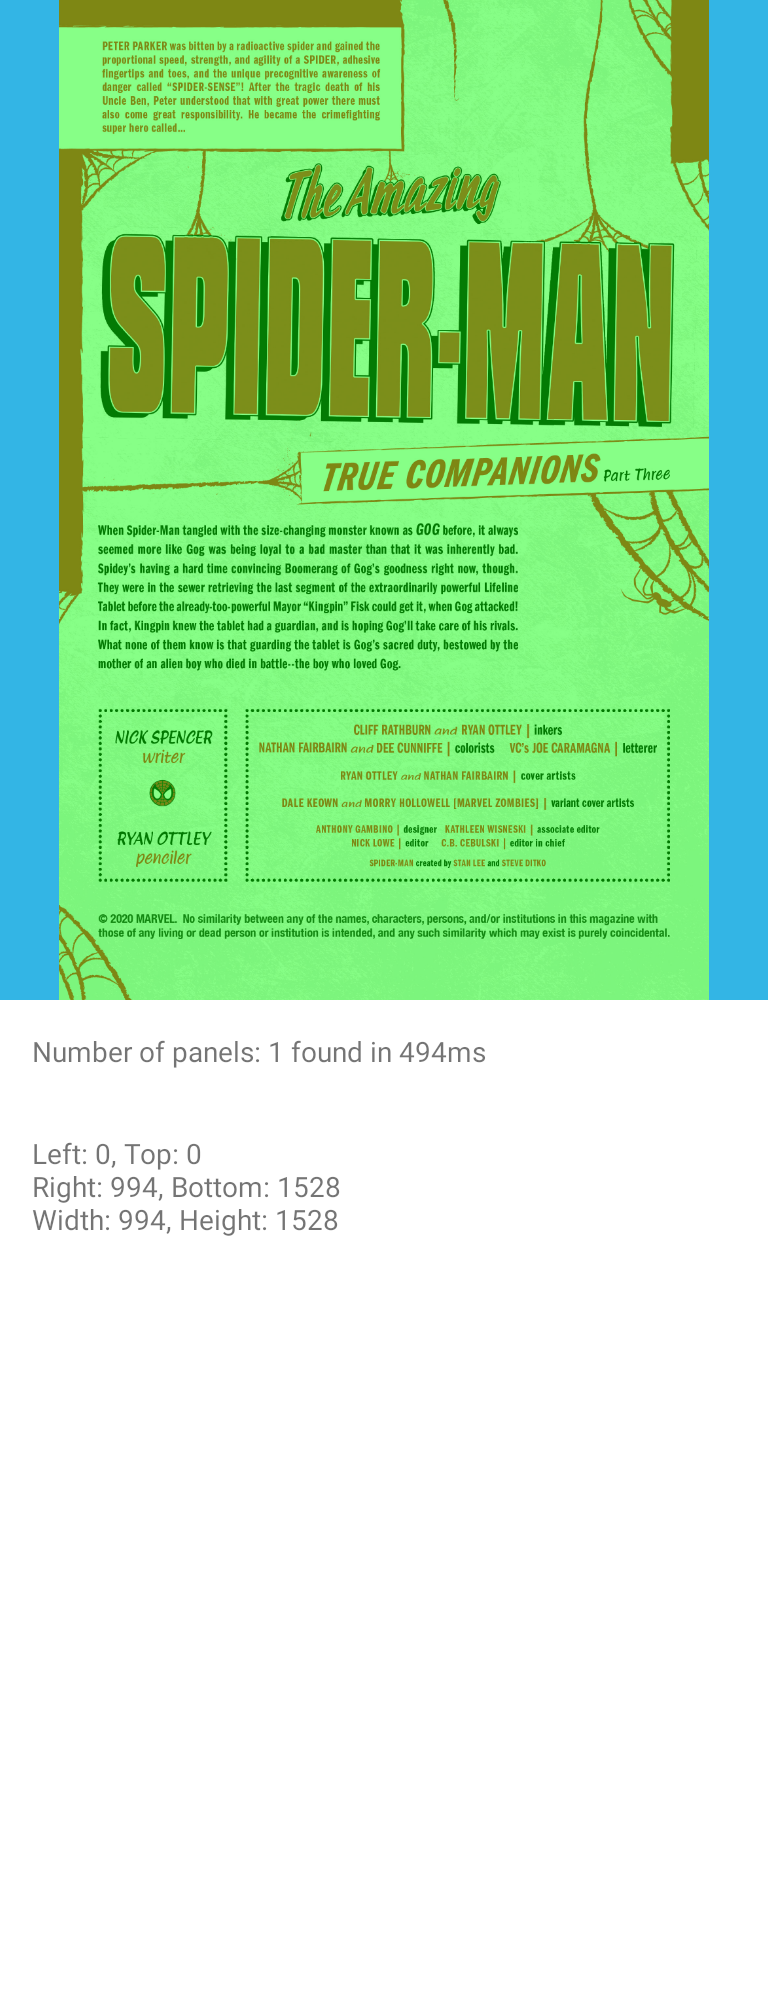 PETER PARKER was bitten by a radioactive spider and gained the
proportional speed, strength, and agility of a SPIDER, adhesive
fingertips and toes, and the unique precognitive awareness of
danger called “SPIDER-SENSE”! After the tragic death of his
Uncle Ben, Peter understood that with great power there must
also come great responsibility. He became the crimefighting
super hero called...
The Amazing
SPIDER-MAN
TRUE COMPANIONS Part Three
When Spider-Man tangled with the size-changing monster known as GOG before, it always
seemed more like Gog was being loyal to a bad master than that it was inherently bad.
Spidey’s having a hard time convincing Boomerang of Gog’s goodness right now, though.
They were in the sewer retrieving the last segment of the extraordinarily powerful Lifeline
Tablet before the already-too-powerful Mayor “Kingpin” Fisk could get it, when Gog attacked!
In fact, Kingpin knew the tablet had a guardian, and is hoping Gog’ll take care of his rivals.
What none of them know is that guarding the tablet is Gog’s sacred duty, bestowed by the
mother of an alien boy who died in battle--the boy who loved Gog.
NICK SPENCER
writer
RYAN OTTLEY
penciler
CLIFF RATHBURN and RYAN OTTLEY | inkers
NATHAN FAIRBAIRN and DEE CUNNIFFE | colorists VC’s JOE CARAMAGNA | letterer
RYAN OTTLEY and NATHAN FAIRBAIRN | cover artists
DALE KEOWN and MORRY HOLLOWELL [MARVEL ZOMBIES] | variant cover artists
ANTHONY GAMBINO | designer KATHLEEN WISNESKI | associate editor
NICK LOWE | editor C.B. CEBULSKI | editor in chief
SPIDER-MAN created by STAN LEE and STEVE DITKO
© 2020 MARVEL. No similarity between any of the names, characters, persons, and/or institutions in this magazine with
those of any living or dead person or institution is intended, and any such similarity which may exist is purely coincidental.
Number of panels: 1 found in 494ms
Left: 0, Top: 0
Right: 994, Bottom: 1528
Width: 994, Height: 1528